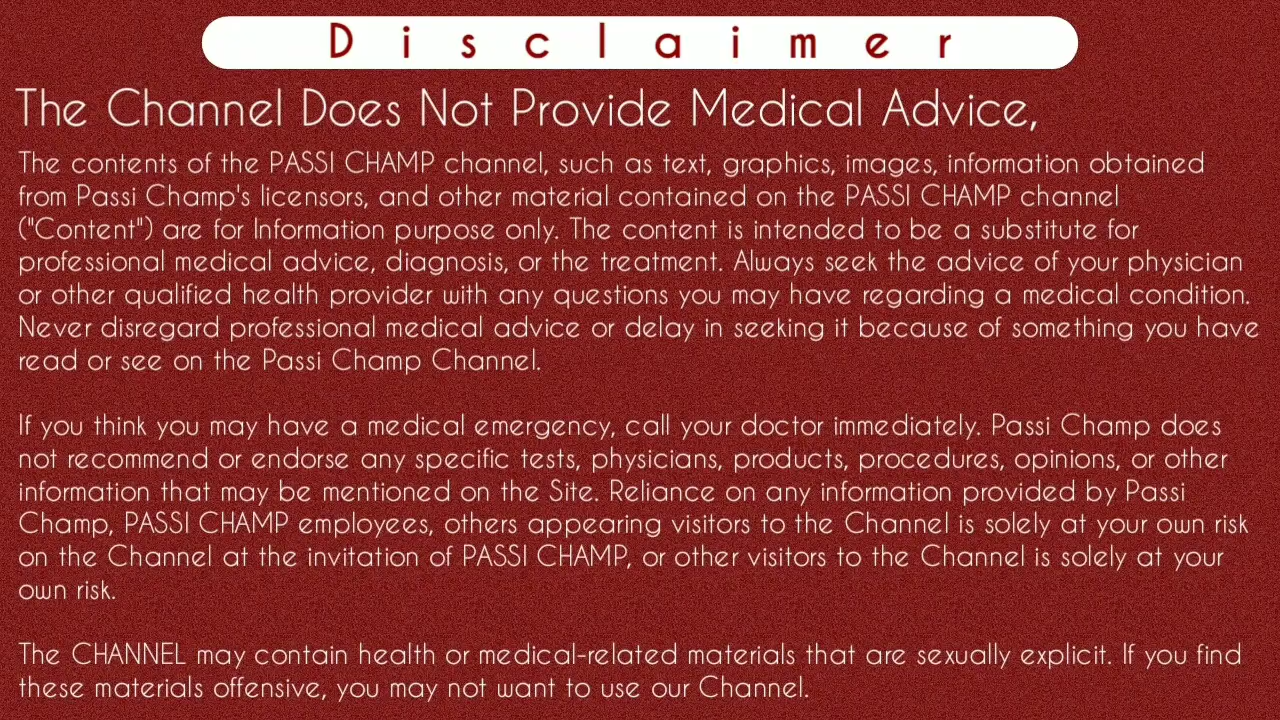 Disclaimer
The Channel Does Not Provide Medical Advice,
The contents of the PASSI CHAMP channel, such as text, graphics, images, information obtained
from Passi Champ's licensors, and other material contained on the PASSI CHAMP channel
("Content") are for Information purpose only. The content is intended to be a substitute for
professional medical advice, diagnosis, or the treatment. Always seek the advice of your physician
or other qualified health provider with any questions you may have regarding a medical condition.
Never disregard professional medical advice or delay in seeking it because of something you have
read or see on the Passi Champ Channel.
If you think you may have a medical emergency, call your doctor immediately. Passi Champ does
not recommend or endorse any specific tests, physicians, products, procedures, opinions, or other
information that may be mentioned on the Site. Reliance on any information provided by Passi
Champ, PASSI CHAMP employees, others appearing visitors to the Channel is solely at your own risk
on the Channel at the invitation of PASSI CHAMP, or other visitors to the Channel is solely at your
own risk.
The CHANNEL may contain health or medical-related materials that are sexually explicit. If you find
these materials offensive, you may not want to use our Channel.